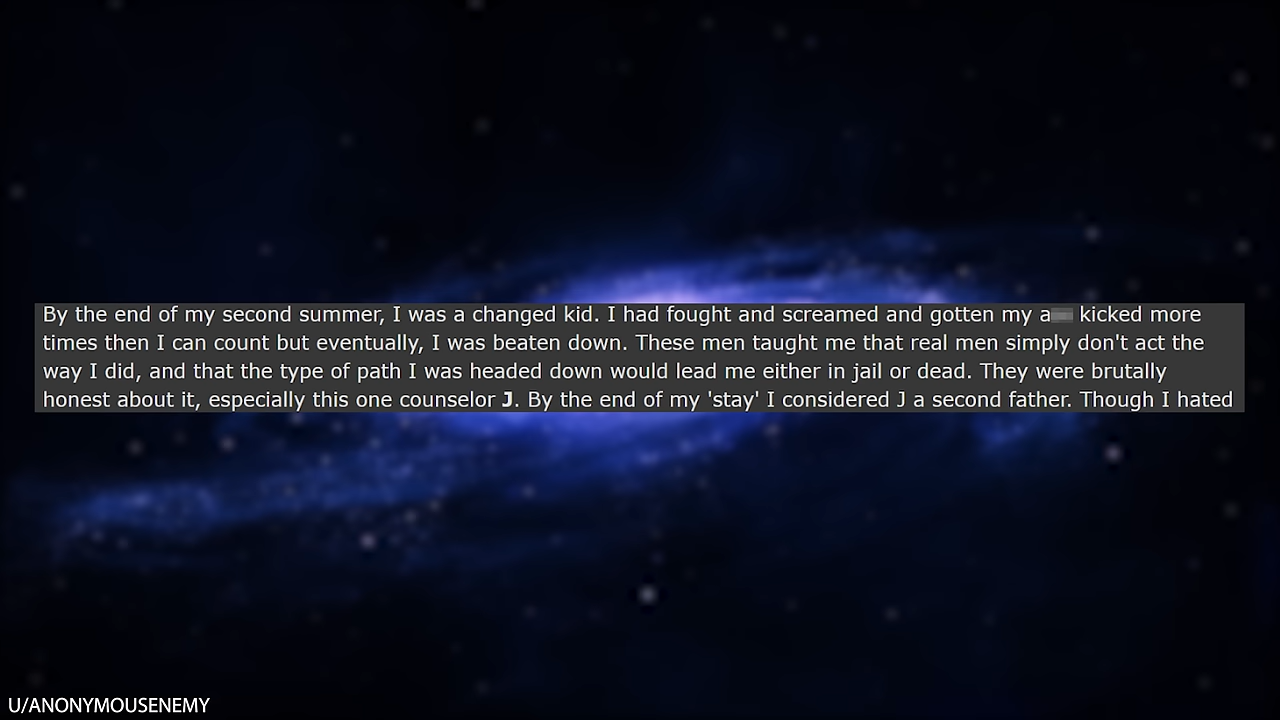 By the end of my second summer, I was a changed kid. I had fought and screamed and gotten my a kicked more
times then I can count but eventually, I was beaten down. These men taught me that real men simply don't act the
way I did, and that the type of path I was headed down would lead me either in jail or dead. They were brutally
honest about it, especially this one counselor J. By the end of my 'stay' I considered J a second father. Though I hated
U/ANONYMOUSENEMY